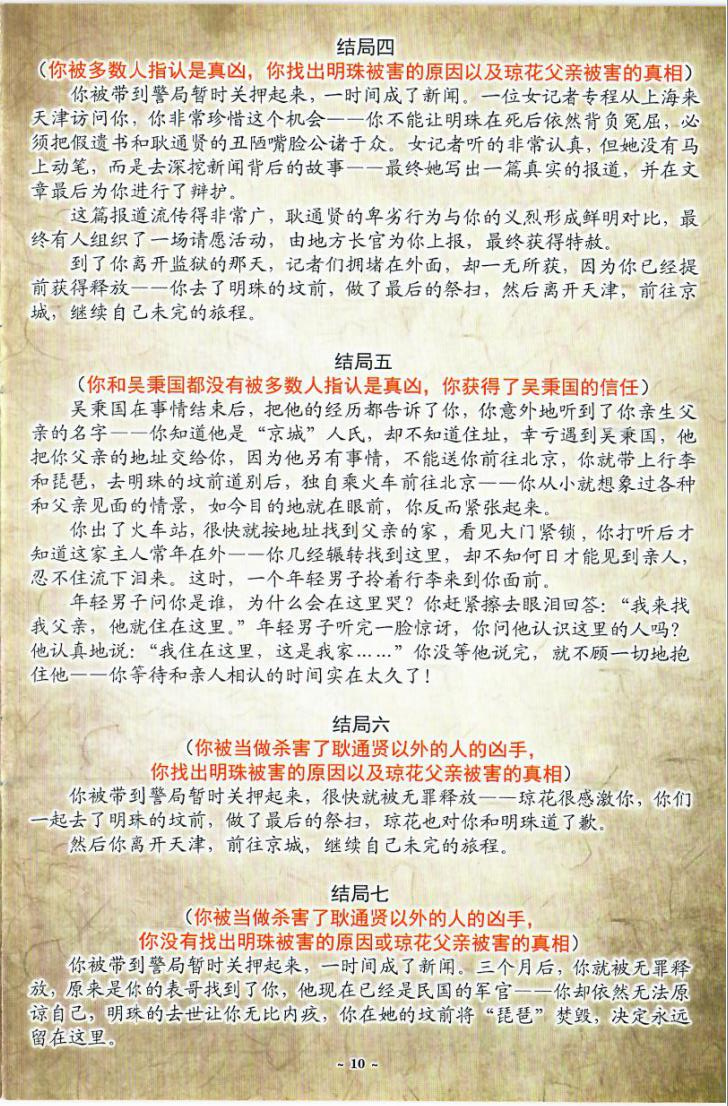 结局四
（你被多数人指认是真凶，你找出明珠被害的原因以及琼花父亲被害的真相）
你被带到警局暂时关押起来，一时间成了新闻。一位女记者专程从上海来
天津访问你，你非常珍惜这个机会——你不能让明珠在死后依然背负冤屈，必
须把假遗书和耿通贤的丑陋嘴脸公诸于众。女记者听的非常认真，但她没有马
上动笔，而是去深挖新闻背后的故事——最终她写出一篇真实的报道，并在文
章最后为你进行了辩护。
这篇报道流传得非常广，耿通贤的卑劣行为与你的义烈形成鲜明对比，最
终有人组织了一场请愿活动，由地方长官为你上报，最终获得特赦。
到了你离开监狱的那天，记者们拥堵在外面，却一无所获，因为你已经提
前获得释放——你去了明珠的坟前，做了最后的祭扫，然后离开天津，前往京
城，继续自己未完的旅程。
结局五
（你和吴秉国都没有被多数人指认是真凶，你获得了吴秉国的信任）
吴秉国在事情结束后，把他的经历都告诉了你，你意外地听到了你亲生父
亲的名字——你知道他是“京城”人氏，却不知道住址，幸亏遇到吴秉国，他
把你父亲的地址交给你，因为他另有事情，不能送你前往北京，你就带上行李
和琵琶，去明珠的坟前道别后，独自乘火车前往北京——你从小就想象过各种
和父亲见面的情景，如今目的地就在眼前，你反而紧张起来。
你出了火车站，很快就按地址找到父亲的家，看见大门紧锁，你打听后才
知道这家主人常年在外——你几经辗转找到这里，却不知何日才能见到亲人，
忍不住流下泪来。这时，一个年轻男子拎着行李来到你面前。
年轻男子问你是谁，为什么会在这里哭？你赶紧擦去眼泪回答：“我来找
我父亲，他就住在这里。”年轻男子听完一脸惊讶，你问他认识这里的人吗？
他认真地说：“我住在这里，这是我家……”你没等他说完，就不顾一切地抱
住他——你等待和亲人相认的时间实在太久了！
结局六
（你被当做杀害了耿通贤以外的人的凶手，
你找出明珠被害的原因以及琼花父亲被害的真相）
你被带到警局暂时关押起来，很快就被无罪释放——琼花很感激你，你们
一起去了明珠的坟前，做了最后的祭扫，琼花也对你和明珠道了歉。
然后你离开天津，前往京城，继续自己未完的旅程。
结局七
（你被当做杀害了耿通贤以外的人的凶手，
你没有找出明珠被害的原因或琼花父亲被害的真相）
你被带到警局暂时关押起来，一时间成了新闻。三个月后，你就被无罪释
放，原来是你的表哥找到了你，他现在已经是民国的军官——你却依然无法原
谅自己，明珠的去世让你无比内疚，你在她的坟前将“琵琶”焚毁，决定永远
留在这里。
~ 10 ~